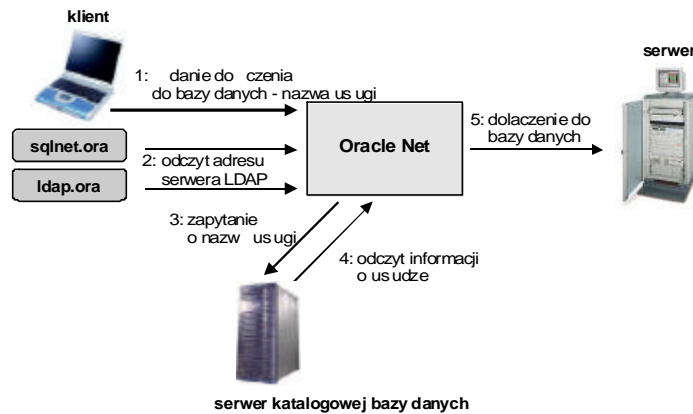 klient
serwer
1: danie do czenia
do bazy danych - nazwa us ugi
sqlnet.ora
ldap.ora
2: odczyt adresu
serwera LDAP
Oracle Net
5: dolaczenie do
bazy danych
3: zapytanie
o nazw us ugi
4: odczyt informacji
o us udze
serwer katalogowej bazy danych